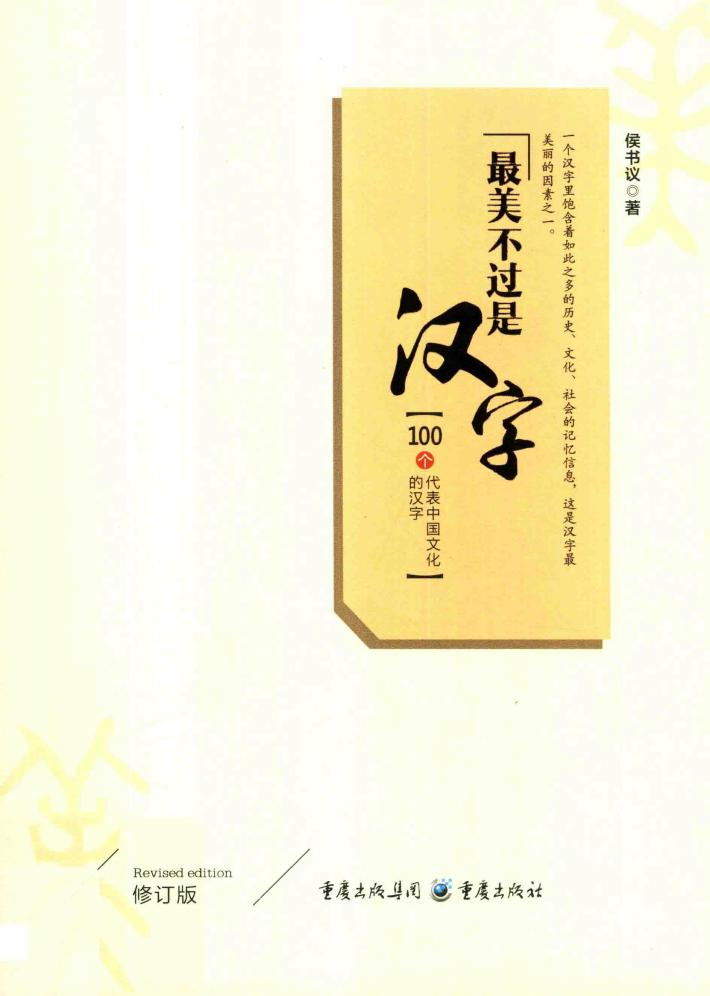 侯书议◎著
一个汉字里饱含着如此之多的历史、文化、社会的记忆信息，这是汉字最
美丽的因素之一。
最美不过是
汉字
【100
个
代表中国文化
的汉字】
Revised edition
修订版
重庆出版集团 重庆出版社